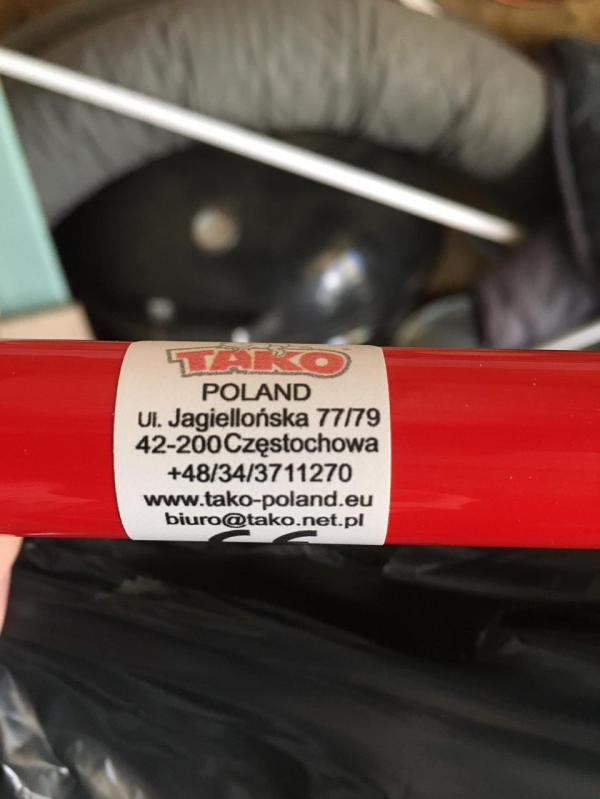 TAKO
POLAND
Ul. Jagiellońska 77/79
42-200 Częstochowa
+48/34/3711270
www.tako-poland.eu
biuro@tako.net.pl